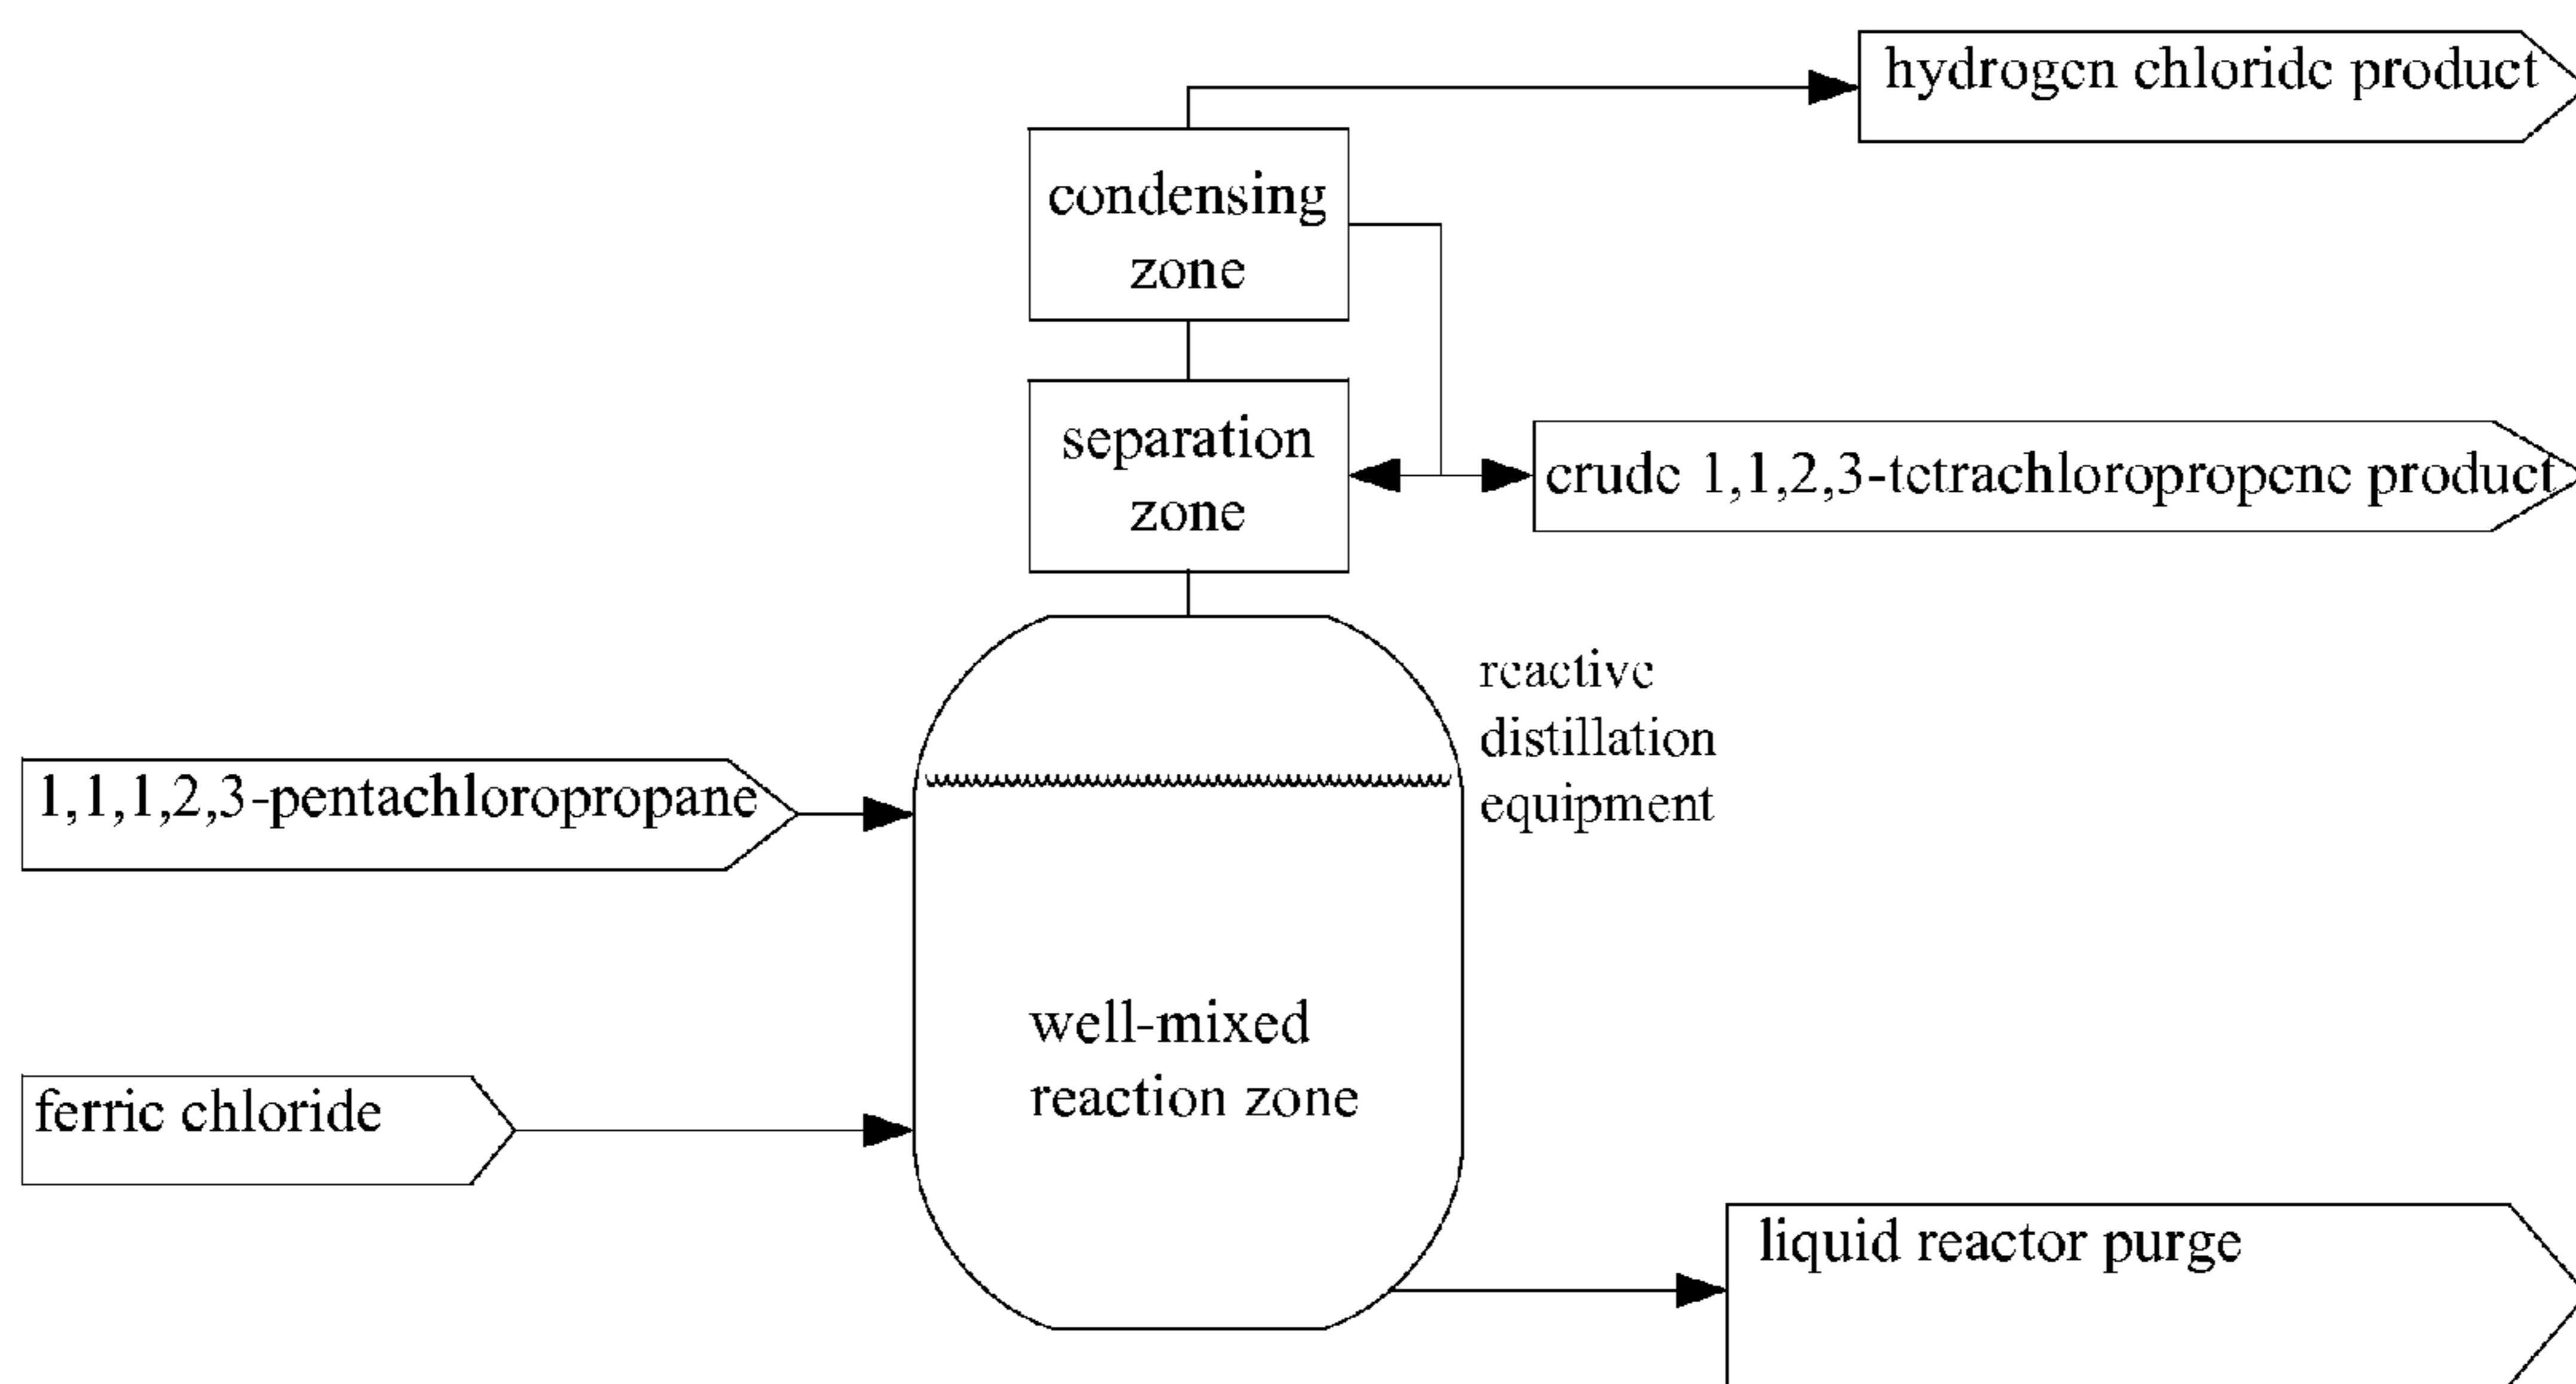 hydrogen chloride product
condensing
zone
separation
zone
crude 1,1,2,3-tetrachloropropene product
reactive
distillation
equipment
1,1,1,2,3-pentachloropropane
well-mixed
reaction zone
ferric chloride
liquid reactor purge